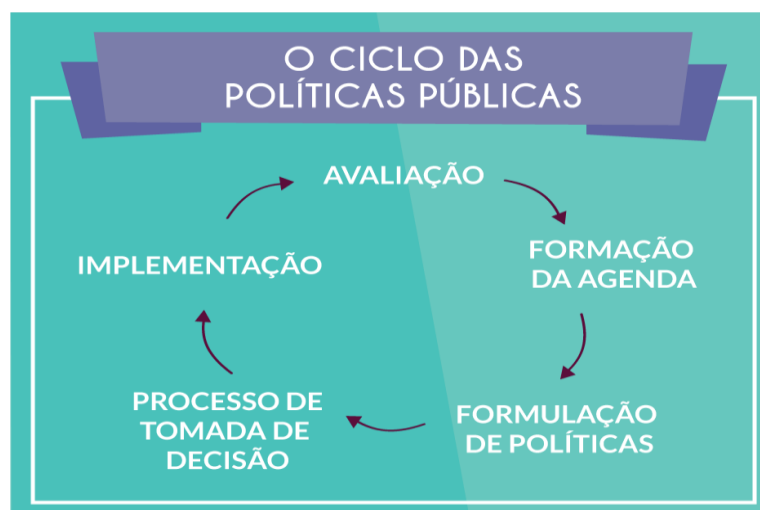 O CICLO DAS
POLÍTICAS PÚBLICAS
AVALIAÇÃO
FORMAÇÃO
DA AGENDA
FORMULAÇÃO
DE POLÍTICAS
PROCESSO DE
TOMADA DE
DECISÃO
IMPLEMENTAÇÃO